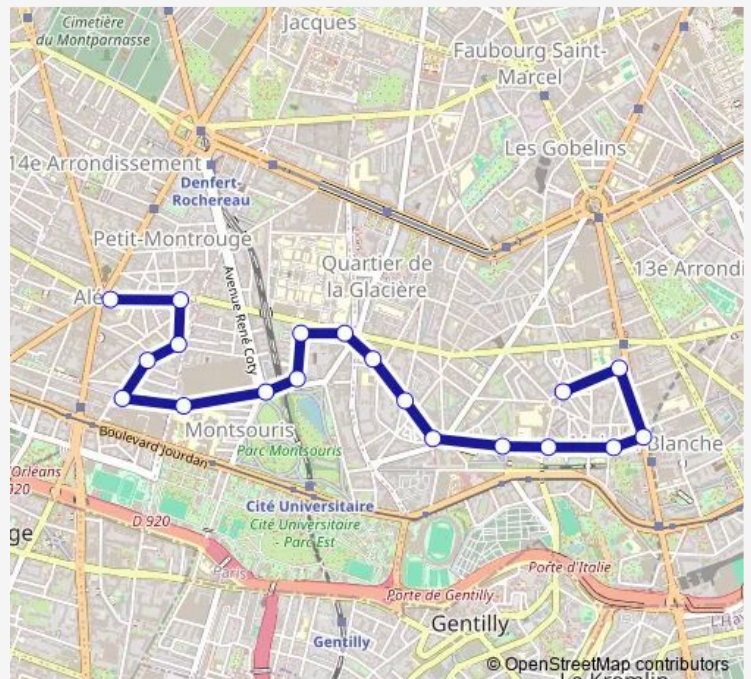 Cimetière
du Montparnasse
Jacques
Faubourg Saint-
Marcel
Les Gobelins
14e Arrondissement
Denfert-
Rochereau
Petit-Montrouge
Quartier de
la Glacière
13e Arrondi
Alé
Avenue René Coty
Montsouris
Parc Montsouris
Blanche
Boulevard Jourdan
Orleans
920
D 920
Cité Universitaire
Cité Universitaire
- Parc Est
ge
Paris
Porte d'Italie
Porte de Gentilly
Gentilly
Gentilly
L'Ha
© OpenStreetMap contributors